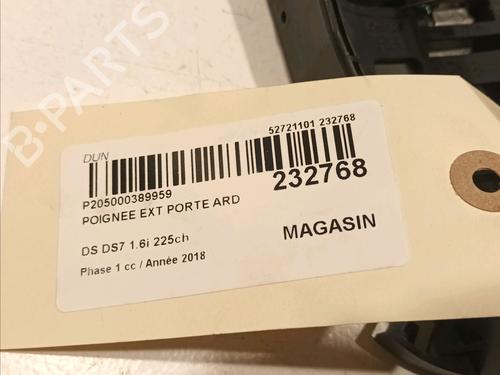 B-PARTS
DUN
52721101 232768
P205000389959
232768
POIGNEE EXT PORTE ARD
DS DS7 1.6i 225ch
MAGASIN
Phase 1 cc / Année 2018